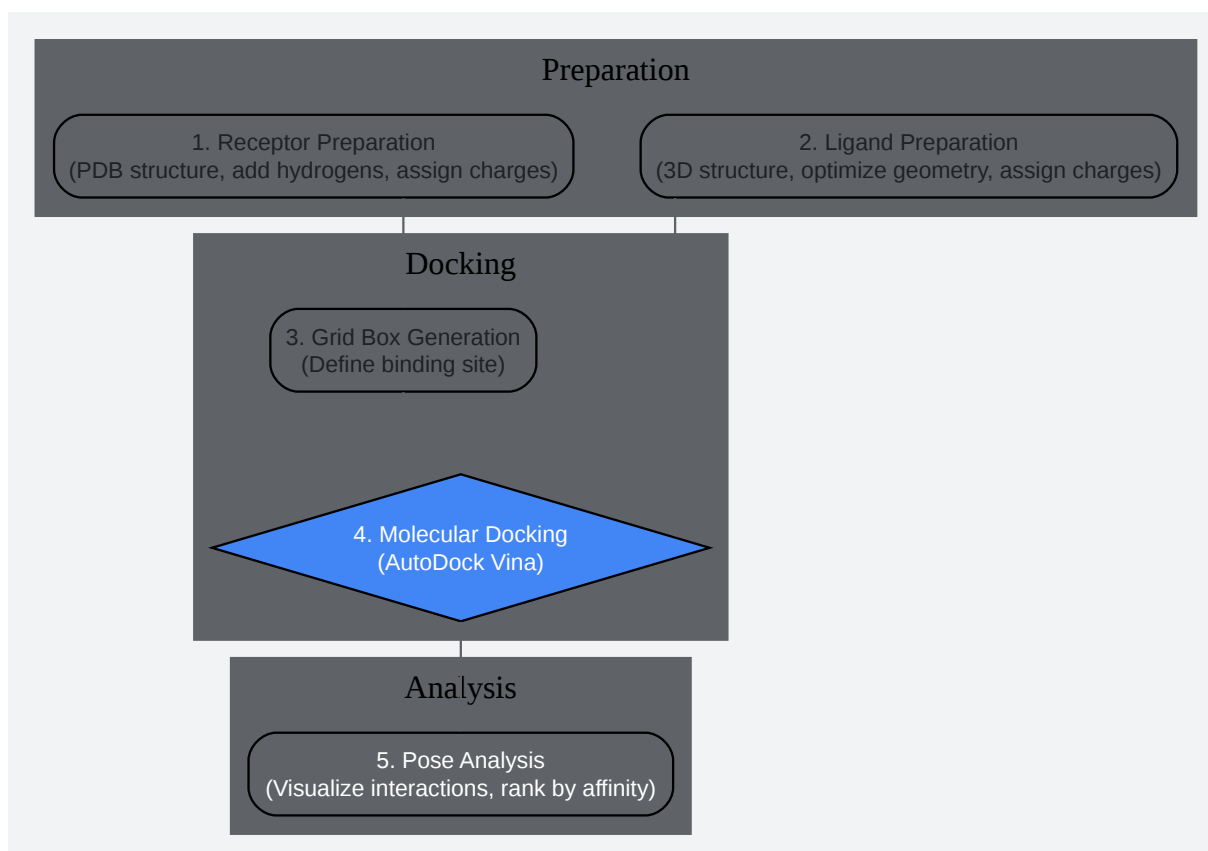 Preparation
1. Receptor Preparation
(PDB structure, add hydrogens, assign charges)
2. Ligand Preparation
(3D structure, optimize geometry, assign charges)
Docking
3. Grid Box Generation
(Define binding site)
4. Molecular Docking
(AutoDock Vina)
Analysis
5. Pose Analysis
(Visualize interactions, rank by affinity)